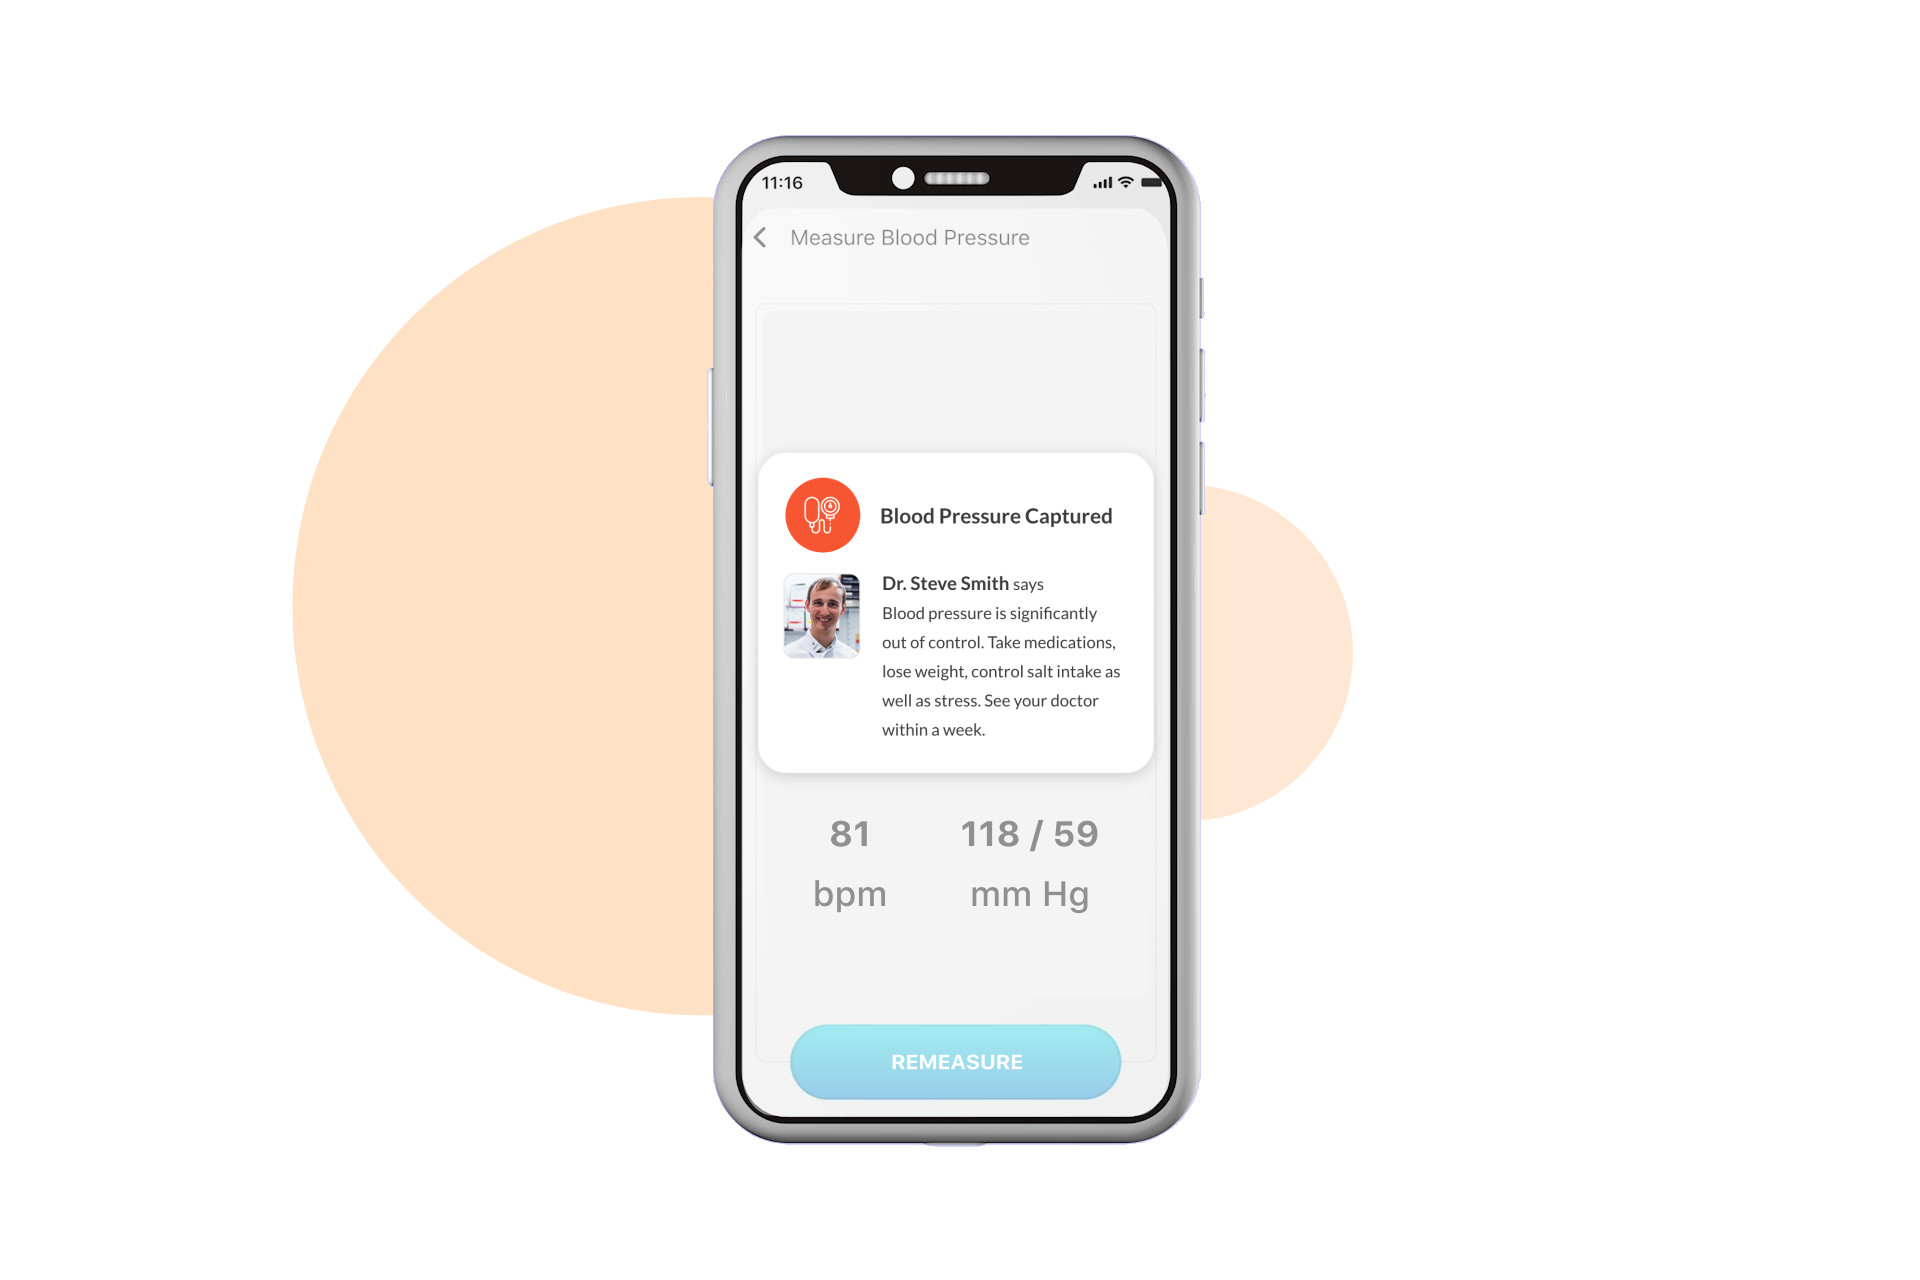 11:16
Measure Blood Pressure
Blood Pressure Captured
Dr. Steve Smith says
Blood pressure is significantly
out of control. Take medications,
lose weight, control salt intake as
well as stress. See your doctor
within a week.
81 118 / 59
bpm mm Hg
REMEASURE